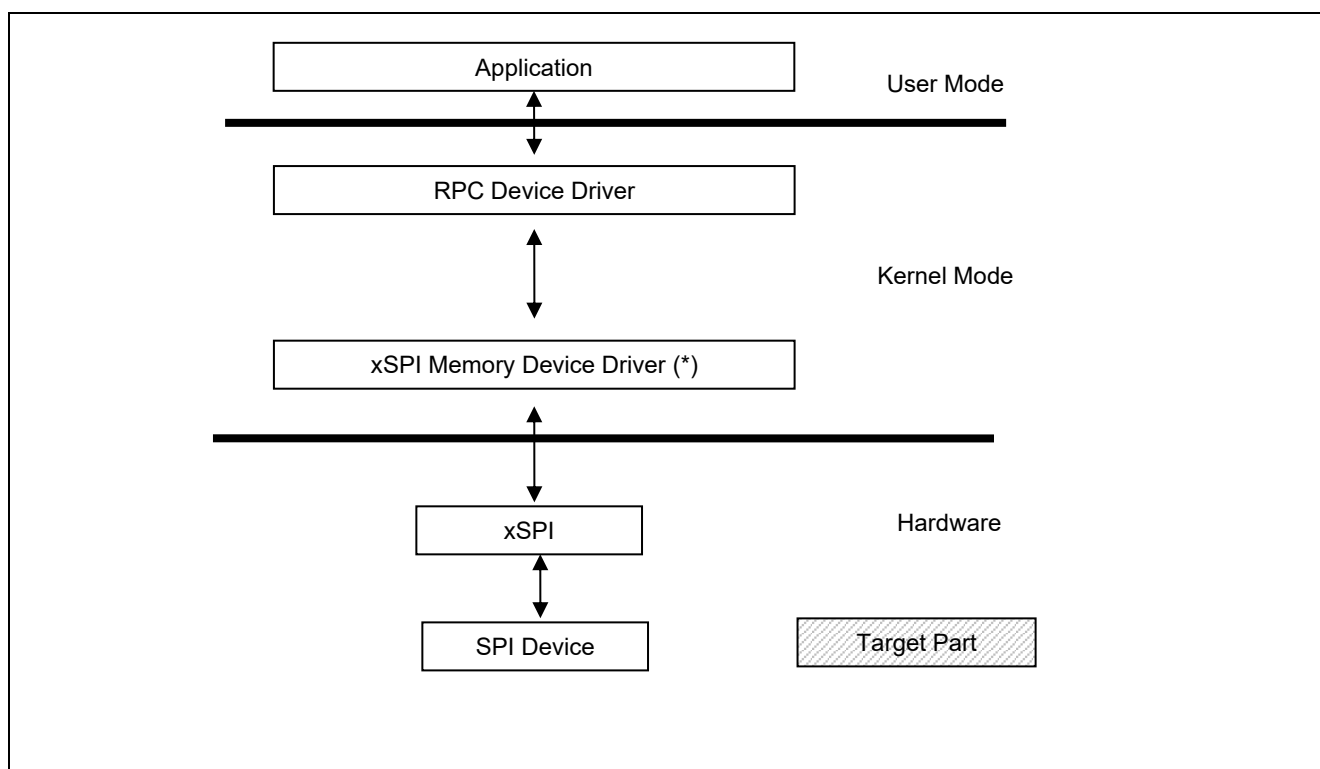 Application
User Mode
RPC Device Driver
Kernel Mode
xSPI Memory Device Driver (*)
xSPI
Hardware
SPI Device
Target Part